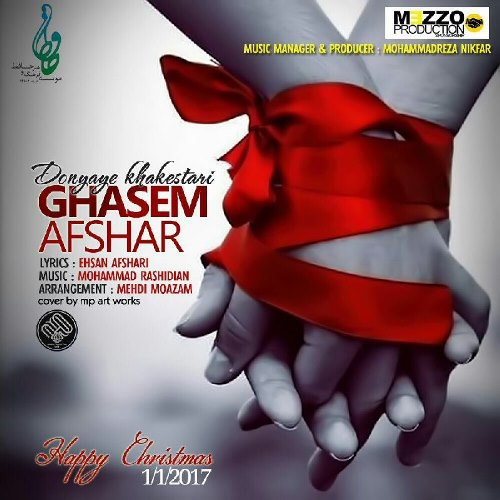 MEZZO
PRODUCTION
MUSIC MANAGER & PRODUCER : MOHAMMADREZA NIKFAR
Donyaye khakestari
GHASEM
AFSHAR
LYRICS : EHSAN AFSHARI
MUSIC : MOHAMMAD RASHIDIAN
ARRANGEMENT : MEHDI MOAZAM
cover by mp art works
Happy Christmas
1/1/2017